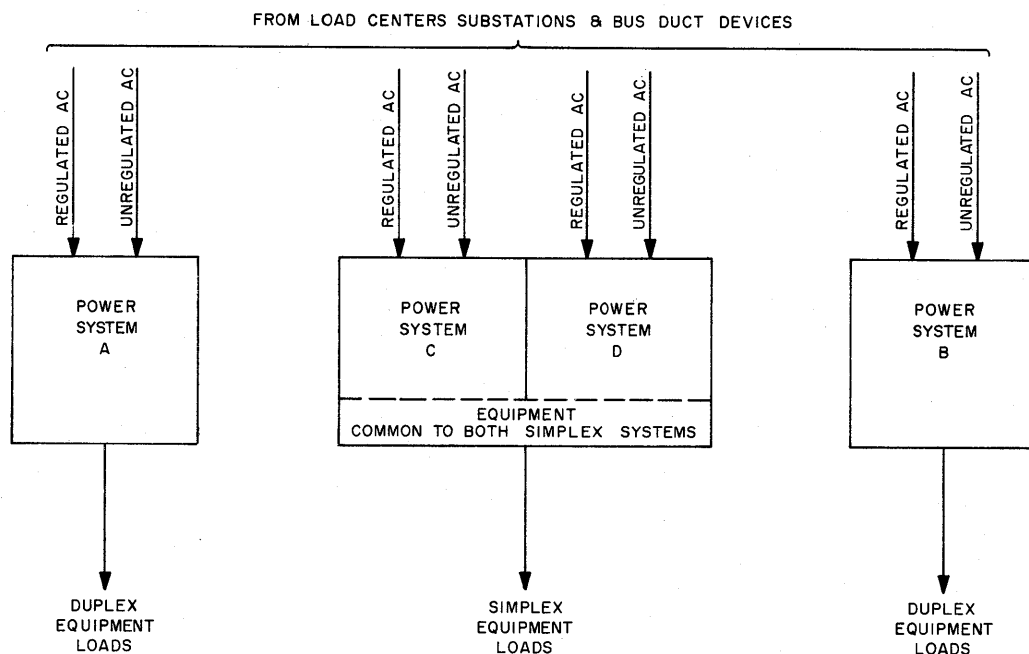 FROM LOAD CENTERS SUBSTATIONS & BUS DUCT DEVICES
REGULATED AC
UNREGULATED AC
REGULATED AC
UNREGULATED AC
REGULATED AC
UNREGULATED AC
REGULATED AC
UNREGULATED AC
POWER
SYSTEM
A
POWER
SYSTEM
C
POWER
SYSTEM
D
POWER
SYSTEM
B
EQUIPMENT
COMMON TO BOTH SIMPLEX SYSTEMS
DUPLEX
EQUIPMENT
LOADS
SIMPLEX
EQUIPMENT
LOADS
DUPLEX
EQUIPMENT
LOADS